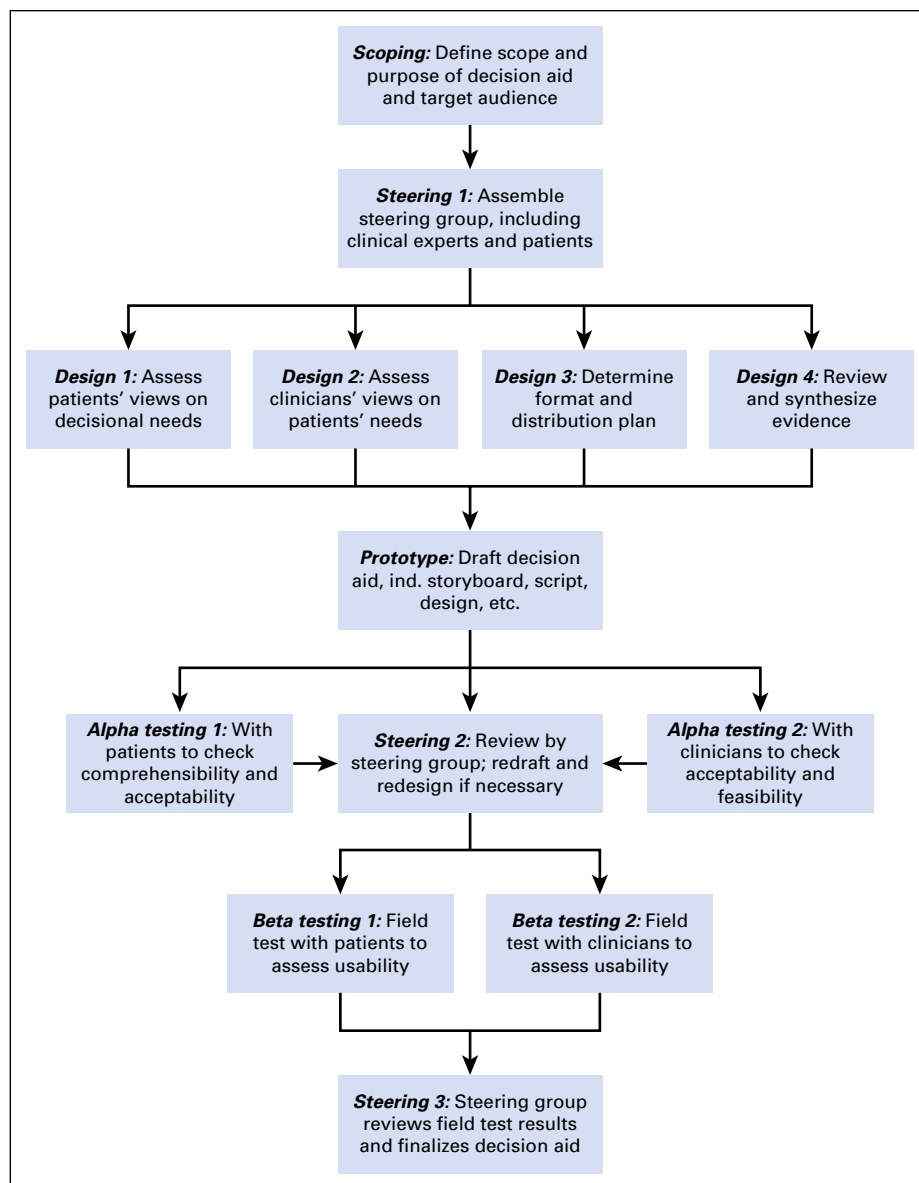 Scoping: Define scope and
purpose of decision aid
and target audience
Steering 1: Assemble
steering group, including
clinical experts and patients
Design 1: Assess
patients’ views on
decisional needs
Design 2: Assess
clinicians’ views on
patients’ needs
Design 3: Determine
format and
distribution plan
Design 4: Review
and synthesize
evidence
Prototype: Draft decision
aid, ind. storyboard, script,
design, etc.
Alpha testing 1: With
patients to check
comprehensibility and
acceptability
Steering 2: Review by
steering group; redraft and
redesign if necessary
Alpha testing 2: With
clinicians to check
acceptability and
feasibility
Beta testing 1: Field
test with patients to
assess usability
Beta testing 2: Field
test with clinicians to
assess usability
Steering 3: Steering group
reviews field test results
and finalizes decision aid